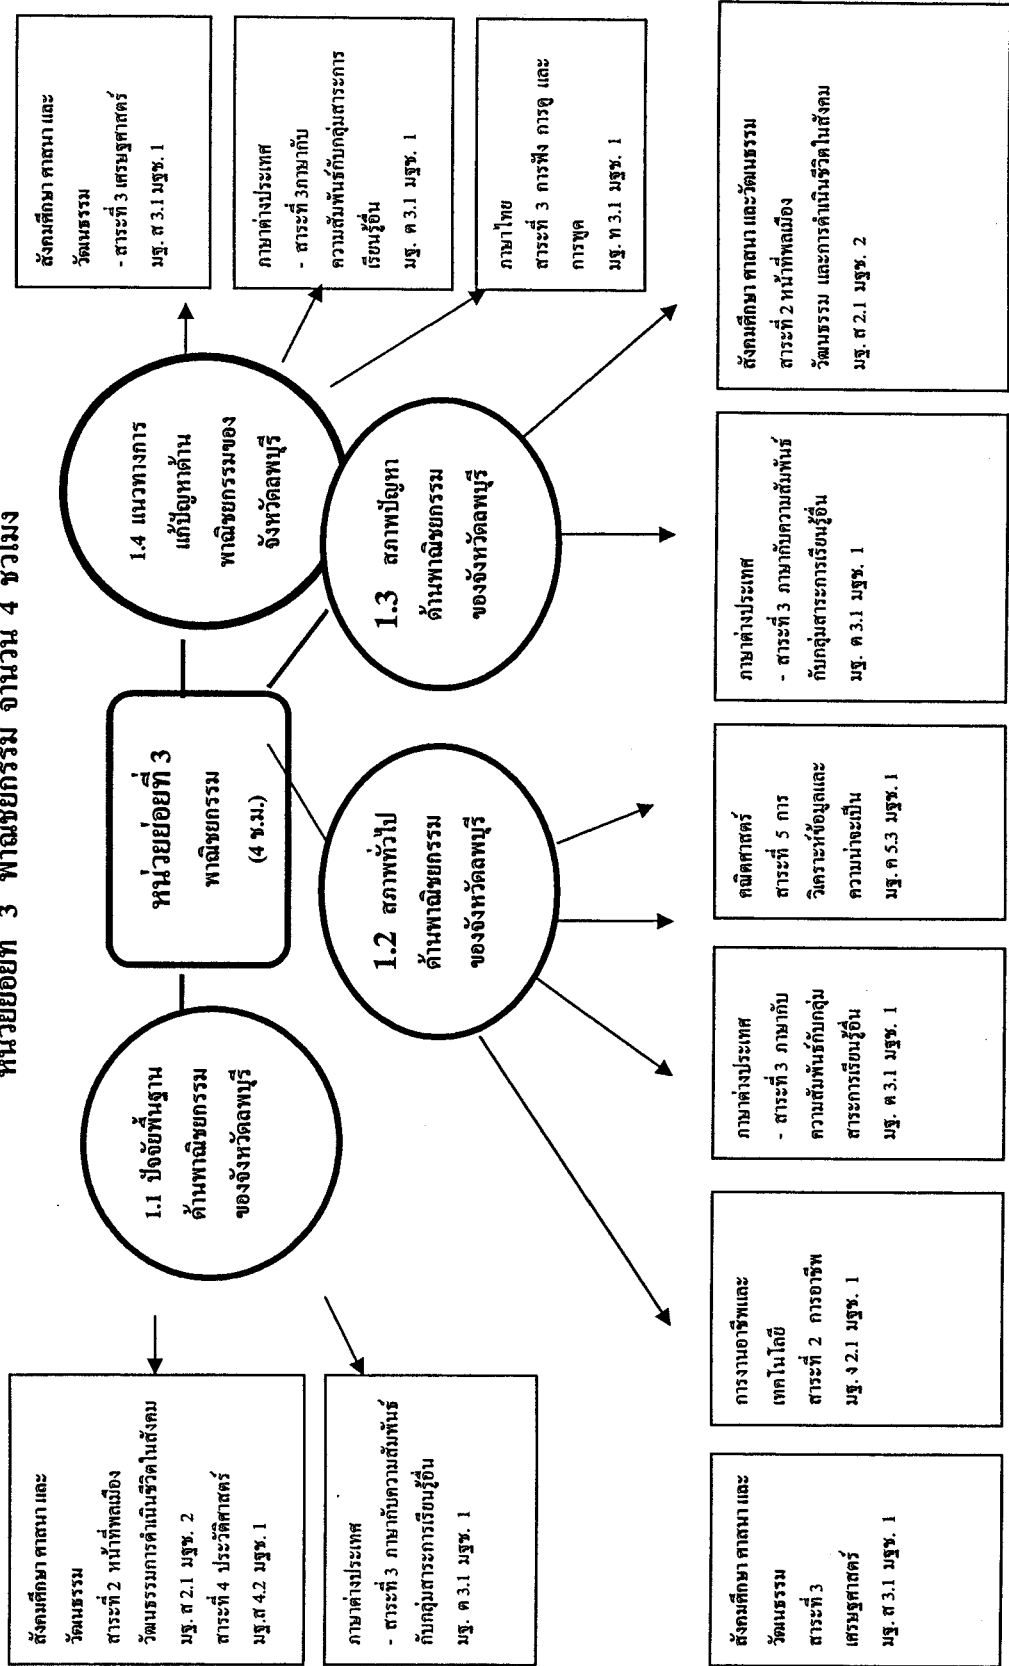 หน่วยย่อยที่ 3 พาณิชยกรรม จำนวน 4 ชั่วโมง
สังคมศึกษา ศาสนา และ
วัฒนธรรม
สาระที่ 2 หน้าที่พลเมือง
วัฒนธรรมการดำเนินชีวิตในสังคม
มฐ. ส 2.1 มฐช. 2
สาระที่ 4 ประวัติศาสตร์
มฐ.ส 4.2 มฐช. 1
ภาษาต่างประเทศ
- สาระที่ 3 ภาษากับความสัมพันธ์
กับกลุ่มสาระการเรียนรู้อื่น
มฐ. ต 3.1 มฐช. 1
1.1 ปัจจัยพื้นฐาน
ด้านพาณิชยกรรม
ของจังหวัดลพบุรี
หน่วยย่อยที่ 3
พาณิชยกรรม
(4 ช.ม.)
1.4 แนวทางการ
แก้ปัญหาด้าน
พาณิชยกรรมของ
จังหวัดลพบุรี
สังคมศึกษา ศาสนา และ
วัฒนธรรม
- สาระที่ 3 เศรษฐศาสตร์
มฐ. ส 3.1 มฐช. 1
ภาษาต่างประเทศ
- สาระที่ 3ภาษากับ
ความสัมพันธ์กับกลุ่มสาระการ
เรียนรู้อื่น
มฐ. ต 3.1 มฐช. 1
ภาษาไทย
สาระที่ 3 การฟัง การดู และ
การพูด
มฐ. ท 3.1 มฐช. 1
1.2 สภาพทั่วไป
ด้านพาณิชยกรรม
ของจังหวัดลพบุรี
1.3 สภาพปัญหา
ด้านพาณิชยกรรม
ของจังหวัดลพบุรี
สังคมศึกษา ศาสนา และ
วัฒนธรรม
สาระที่ 3
เศรษฐศาสตร์
มฐ. ส 3.1 มฐช. 1
การงานอาชีพและ
เทคโนโลยี
สาระที่ 2 การอาชีพ
มฐ. ง 2.1 มฐช. 1
ภาษาต่างประเทศ
- สาระที่ 3 ภาษากับ
ความสัมพันธ์กับกลุ่ม
สาระการเรียนรู้อื่น
มฐ. ต 3.1 มฐช. 1
คณิตศาสตร์
สาระที่ 5 การ
วิเคราะห์ข้อมูลและ
ความน่าจะเป็น
มฐ. ค 5.3 มฐช. 1
ภาษาต่างประเทศ
- สาระที่ 3 ภาษากับความสัมพันธ์
กับกลุ่มสาระการเรียนรู้อื่น
มฐ. ต 3.1 มฐช. 1
สังคมศึกษา ศาสนา และวัฒนธรรม
สาระที่ 2 หน้าที่พลเมือง
วัฒนธรรม และการดำเนินชีวิตในสังคม
มฐ. ส 2.1 มฐช. 2